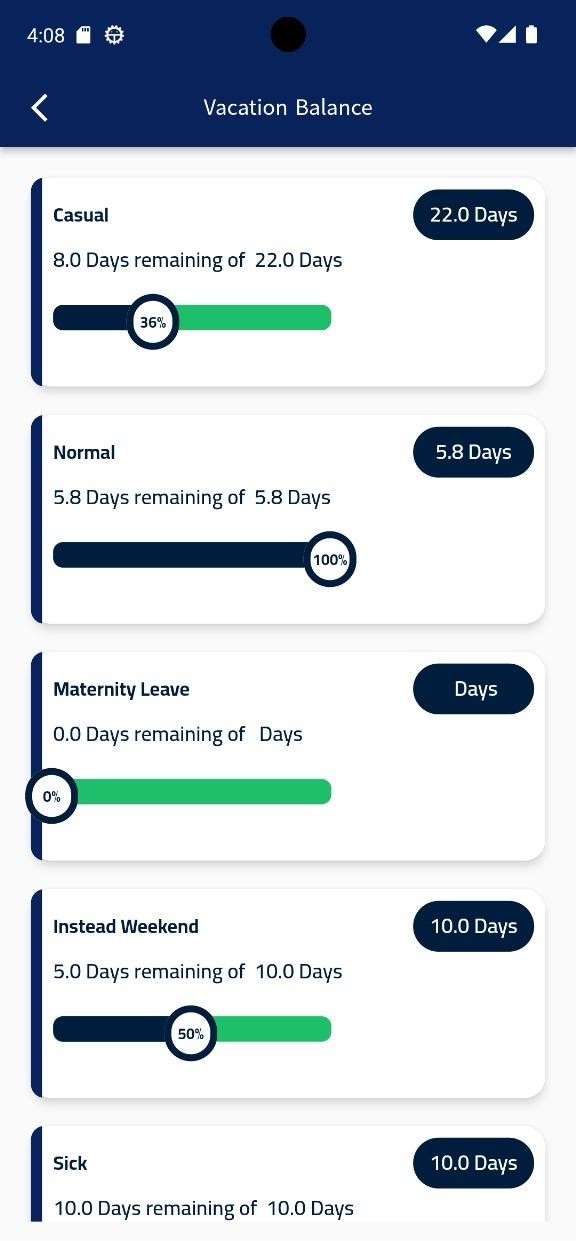 4:08
Vacation Balance
Casual
22.0 Days
8.0 Days remaining of 22.0 Days
36%
Normal
5.8 Days
5.8 Days remaining of 5.8 Days
100%
Maternity Leave
Days
0.0 Days remaining of Days
0%
Instead Weekend
10.0 Days
5.0 Days remaining of 10.0 Days
50%
Sick
10.0 Days
10.0 Days remaining of 10.0 Days